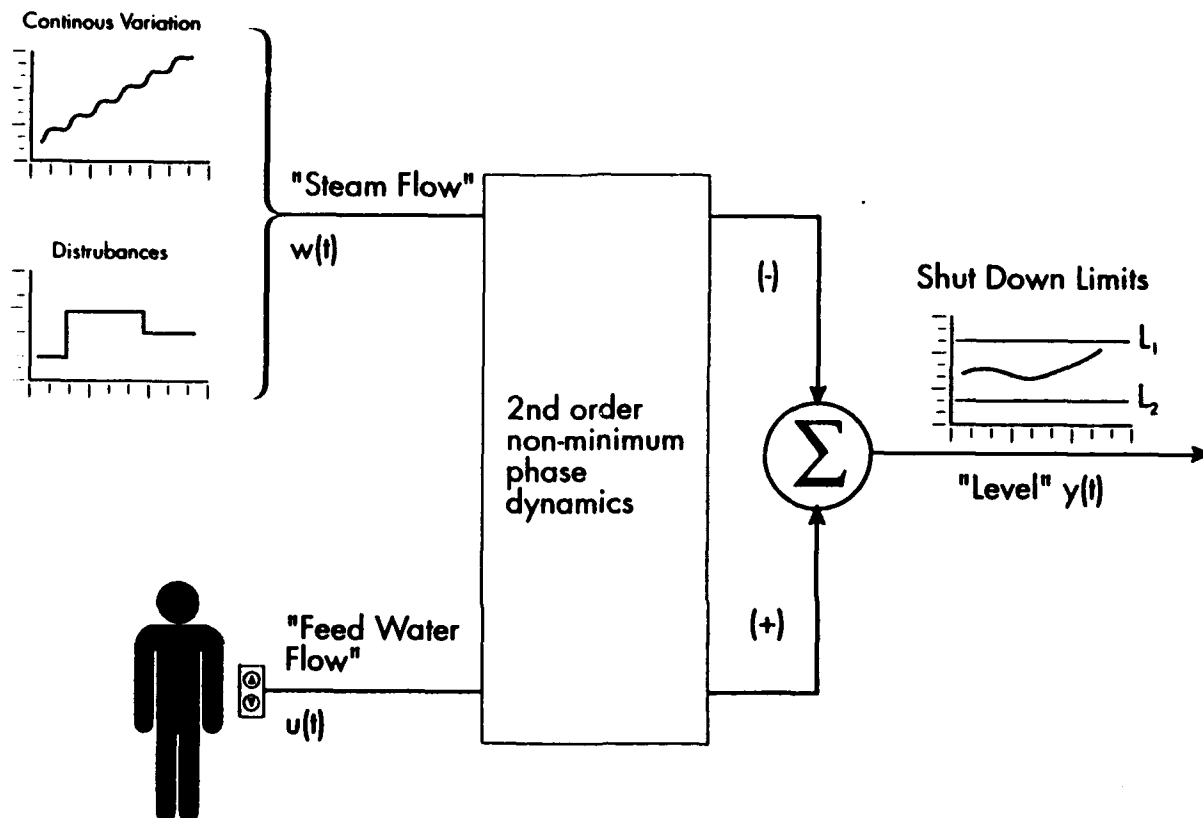 Continous Variation
"Steam Flow"
w(t)
Distrubances
(-)
Shut Down Limits
L₁
L₂
2nd order
non-minimum
phase
dynamics
Σ
"Level" y(t)
"Feed Water
Flow"
u(t)
(+)